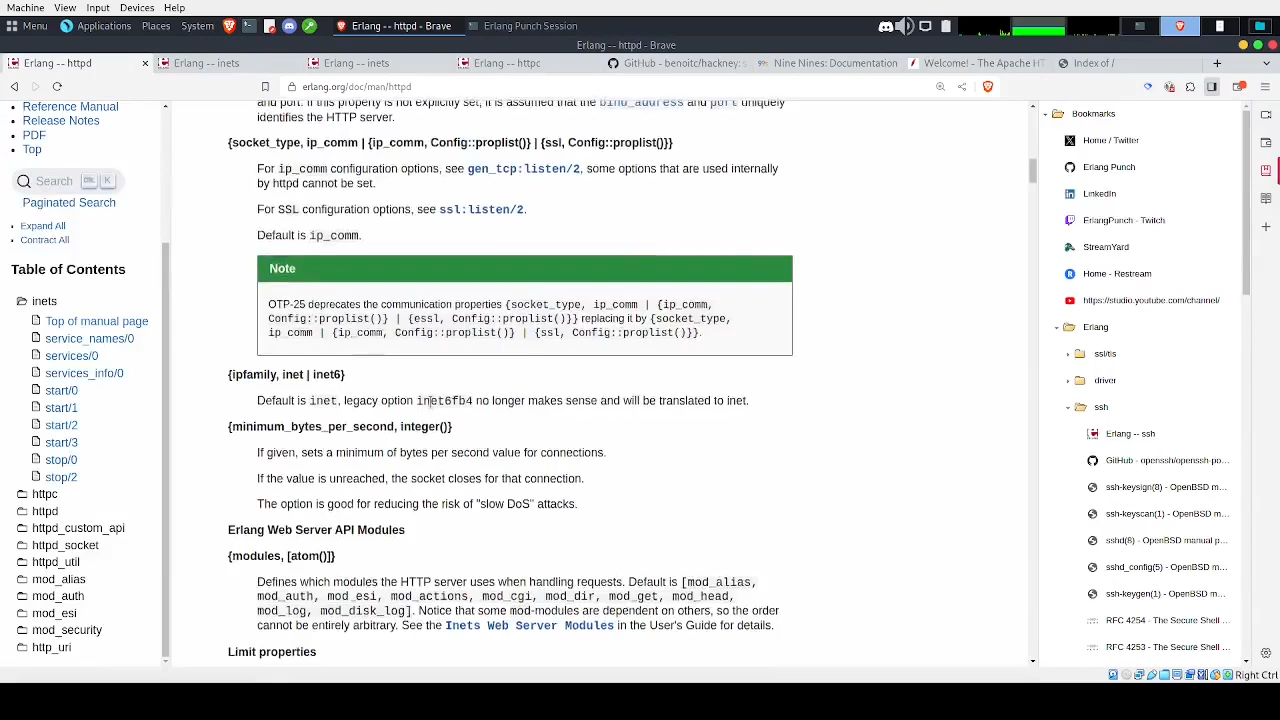 Machine View Input Devices Help
Menu Applications Places System Erlang -- httpd - Brave Erlang Punch Session
Erlang -- httpd - Brave
Erlang -- httpd Erlang -- inets Erlang -- inets Erlang -- httpc GitHub - benoitc/hackney: s Nine Nines: Documentation Welcome! - The Apache HT Index of /
erlang.org/doc/man/httpd
Reference Manual
Release Notes
PDF
Top
Search Ctrl K
Paginated Search
Expand All
Contract All
Table of Contents
inets
Top of manual page
service_names/0
services/0
services_info/0
start/0
start/1
start/2
start/3
stop/0
stop/2
httpc
httpd
httpd_custom_api
httpd_socket
httpd_util
mod_alias
mod_auth
mod_esi
mod_security
http_uri
and port. If this property is not explicitly set, it is assumed that the bind_address and port uniquely
identifies the HTTP server.
{socket_type, ip_comm | {ip_comm, Config::proplist()} | {ssl, Config::proplist()}}
For ip_comm configuration options, see gen_tcp:listen/2, some options that are used internally
by httpd cannot be set.
For SSL configuration options, see ssl:listen/2.
Default is ip_comm.
Note
OTP-25 deprecates the communication properties {socket_type, ip_comm | {ip_comm,
Config::proplist()} | {essl, Config::proplist()}} replacing it by {socket_type,
ip_comm | {ip_comm, Config::proplist()} | {ssl, Config::proplist()}}.
{ipfamily, inet | inet6}
Default is inet, legacy option inet6fb4 no longer makes sense and will be translated to inet.
{minimum_bytes_per_second, integer()}
If given, sets a minimum of bytes per second value for connections.
If the value is unreached, the socket closes for that connection.
The option is good for reducing the risk of "slow DoS" attacks.
Erlang Web Server API Modules
{modules, [atom()]}
Defines which modules the HTTP server uses when handling requests. Default is [mod_alias,
mod_auth, mod_esi, mod_actions, mod_cgi, mod_dir, mod_get, mod_head,
mod_log, mod_disk_log]. Notice that some mod-modules are dependent on others, so the order
cannot be entirely arbitrary. See the Inets Web Server Modules in the User's Guide for details.
Limit properties
Bookmarks
Home / Twitter
Erlang Punch
LinkedIn
ErlangPunch - Twitch
StreamYard
Home - Restream
https://studio.youtube.com/channel/
Erlang
ssl/tls
driver
ssh
Erlang -- ssh
GitHub - openssh/openssh-po...
ssh-keysign(8) - OpenBSD m...
ssh-keyscan(1) - OpenBSD m...
sshd(8) - OpenBSD manual p...
sshd_config(5) - OpenBSD m...
ssh-keygen(1) - OpenBSD m...
RFC 4254 - The Secure Shell ...
RFC 4253 - The Secure Shell ...
Right Ctrl